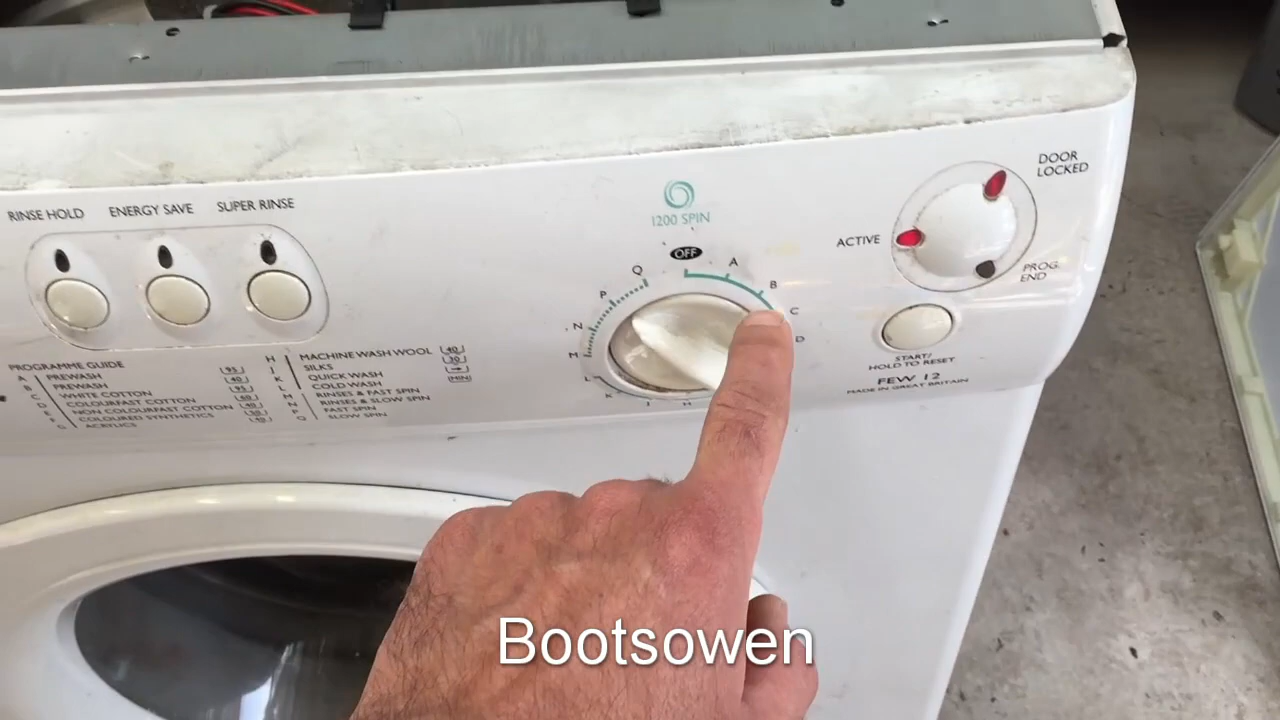 RINSE HOLD
ENERGY SAVE
SUPER RINSE
1200 SPIN
OFF
A
B
C
D
H
J
K
L
M
N
P
Q
ACTIVE
DOOR
LOCKED
PROG.
END
START/
HOLD TO RESET
FEW 12
MADE IN GREAT BRITAIN
PROGRAMME GUIDE
PREWASH
PREWASH
WHITE COTTON
COLOURFAST COTTON
NON COLOURFAST COTTON
COLOURED SYNTHETICS
ACRYLICS
MACHINE WASH WOOL
SILKS
QUICK WASH
COLD WASH
RINSES & FAST SPIN
RINSES & SLOW SPIN
FAST SPIN
SLOW SPIN
Bootsowen